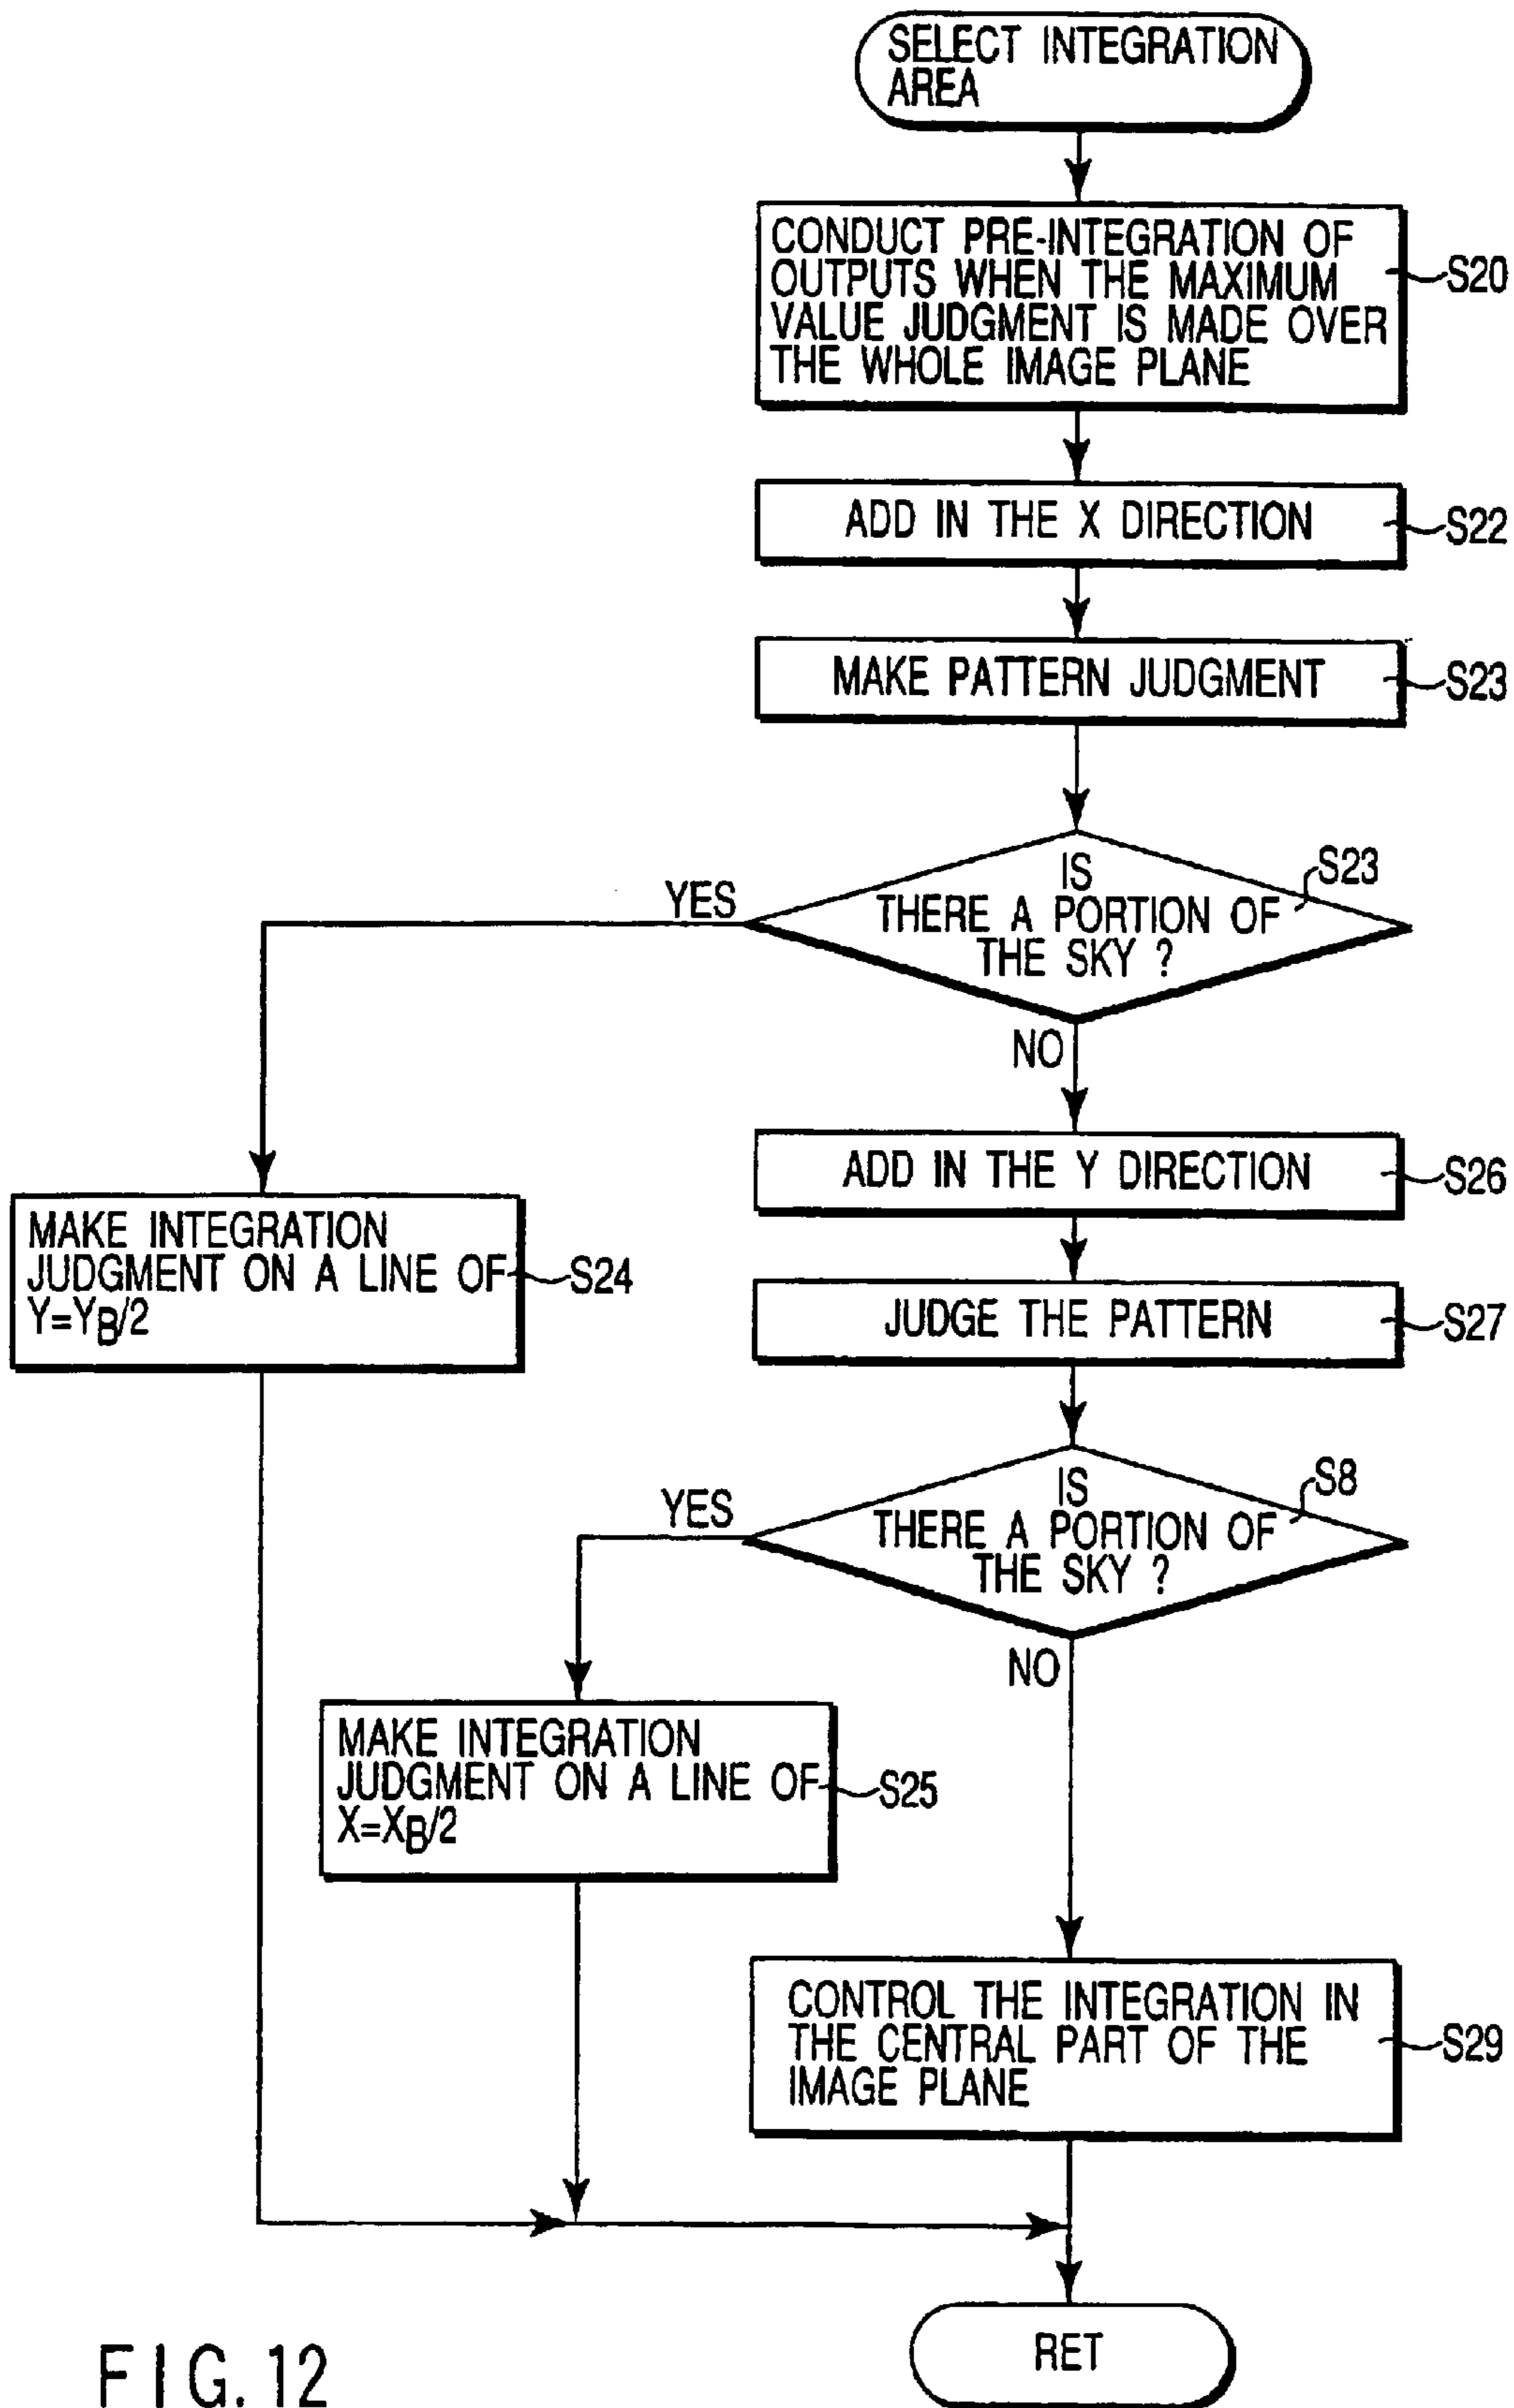 SELECT INTEGRATION
AREA
CONDUCT PRE-INTEGRATION OF
OUTPUTS WHEN THE MAXIMUM
VALUE JUDGMENT IS MADE OVER
THE WHOLE IMAGE PLANE
S20
ADD IN THE X DIRECTION
S22
MAKE PATTERN JUDGMENT
S23
IS
THERE A PORTION OF
THE SKY ?
S23
YES
NO
MAKE INTEGRATION
JUDGMENT ON A LINE OF
Y=YB/2
S24
ADD IN THE Y DIRECTION
S26
JUDGE THE PATTERN
S27
IS
THERE A PORTION OF
THE SKY ?
S8
YES
NO
MAKE INTEGRATION
JUDGMENT ON A LINE OF
X=XB/2
S25
CONTROL THE INTEGRATION IN
THE CENTRAL PART OF THE
IMAGE PLANE
S29
RET
FIG. 12